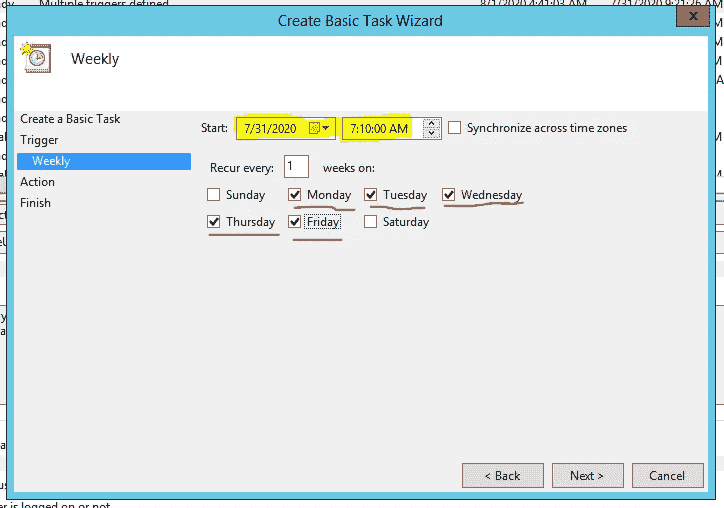 Multiple triggers defined 8/1/2020 4:41:03 AM 7/31/2020 9:21:26 AM
Create Basic Task Wizard
x
Weekly
Create a Basic Task
Trigger
Weekly
Action
Finish
Start: 7/31/2020 7:10:00 AM Synchronize across time zones
Recur every: 1 weeks on:
Sunday Monday Tuesday Wednesday
Thursday Friday Saturday
< Back Next > Cancel
er is logged on or not